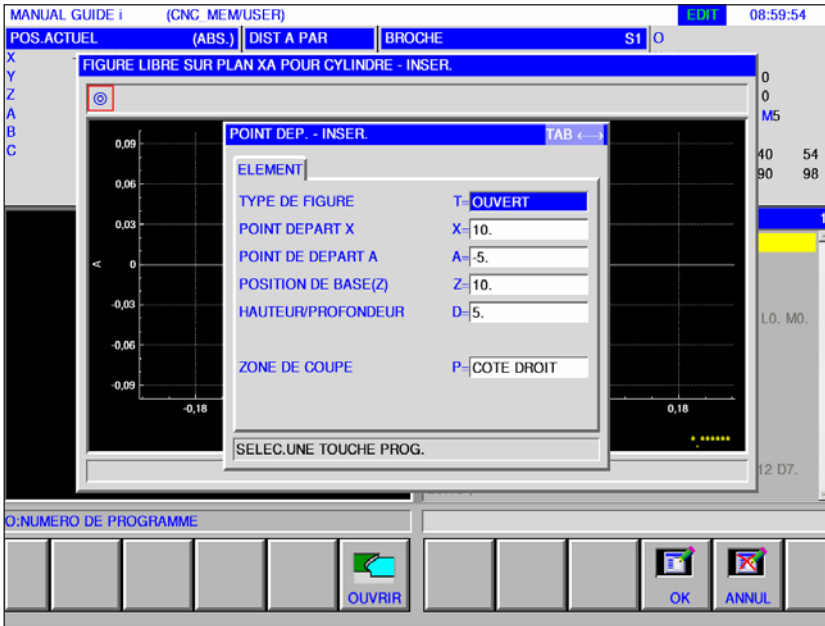 MANUAL GUIDE i (CNC_MEM/USER) EDIT 08:59:54
POS.ACTUEL (ABS.) DIST A PAR BROCHE S1 O
X
FIGURE LIBRE SUR PLAN XA POUR CYLINDRE - INSER.
Y 0
Z 0
A M5
B
C 40 54
90 98
POINT DEP. - INSER. TAB ←→
ELEMENT
TYPE DE FIGURE T=OUVERT
POINT DEPART X X=10.
POINT DE DEPART A A=-5.
POSITION DE BASE(Z) Z=10.
HAUTEUR/PROFONDEUR D=5.
ZONE DE COUPE P=COTE DROIT
SELEC.UNE TOUCHE PROG.
0,09
0,06
0,03
A 0
-0,03
-0,06
-0,09
-0,18 0,18
*.******
1
L0. M0.
12 D7.
O:NUMERO DE PROGRAMME
OUVRIR OK ANNUL